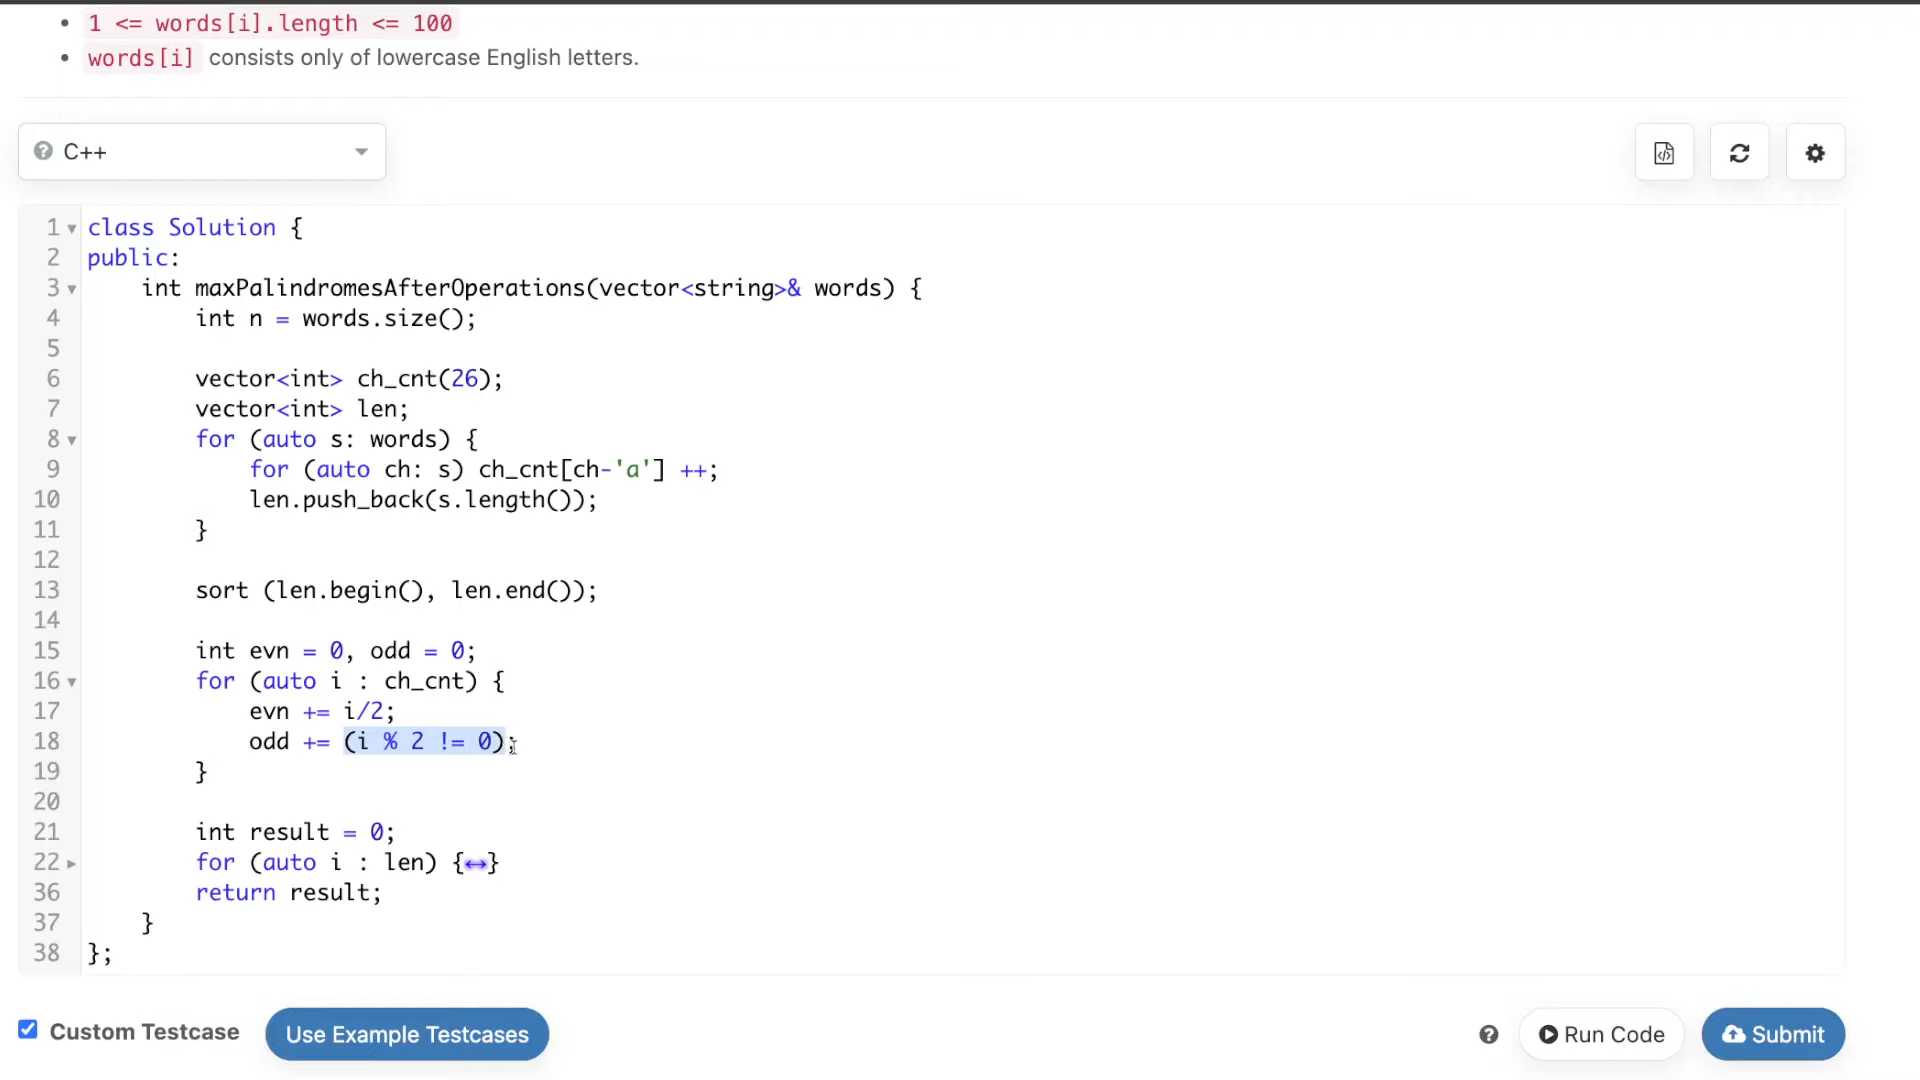 1 <= words[i].length <= 100
words[i] consists only of lowercase English letters.
C++
1 class Solution {
2 public:
3     int maxPalindromesAfterOperations(vector<string>& words) {
4         int n = words.size();
5
6         vector<int> ch_cnt(26);
7         vector<int> len;
8         for (auto s: words) {
9             for (auto ch: s) ch_cnt[ch-'a'] ++;
10             len.push_back(s.length());
11         }
12
13         sort (len.begin(), len.end());
14
15         int evn = 0, odd = 0;
16         for (auto i : ch_cnt) {
17             evn += i/2;
18             odd += (i % 2 != 0);
19         }
20
21         int result = 0;
22         for (auto i : len) {↔}
36         return result;
37     }
38 };
Custom Testcase Use Example Testcases Run Code Submit